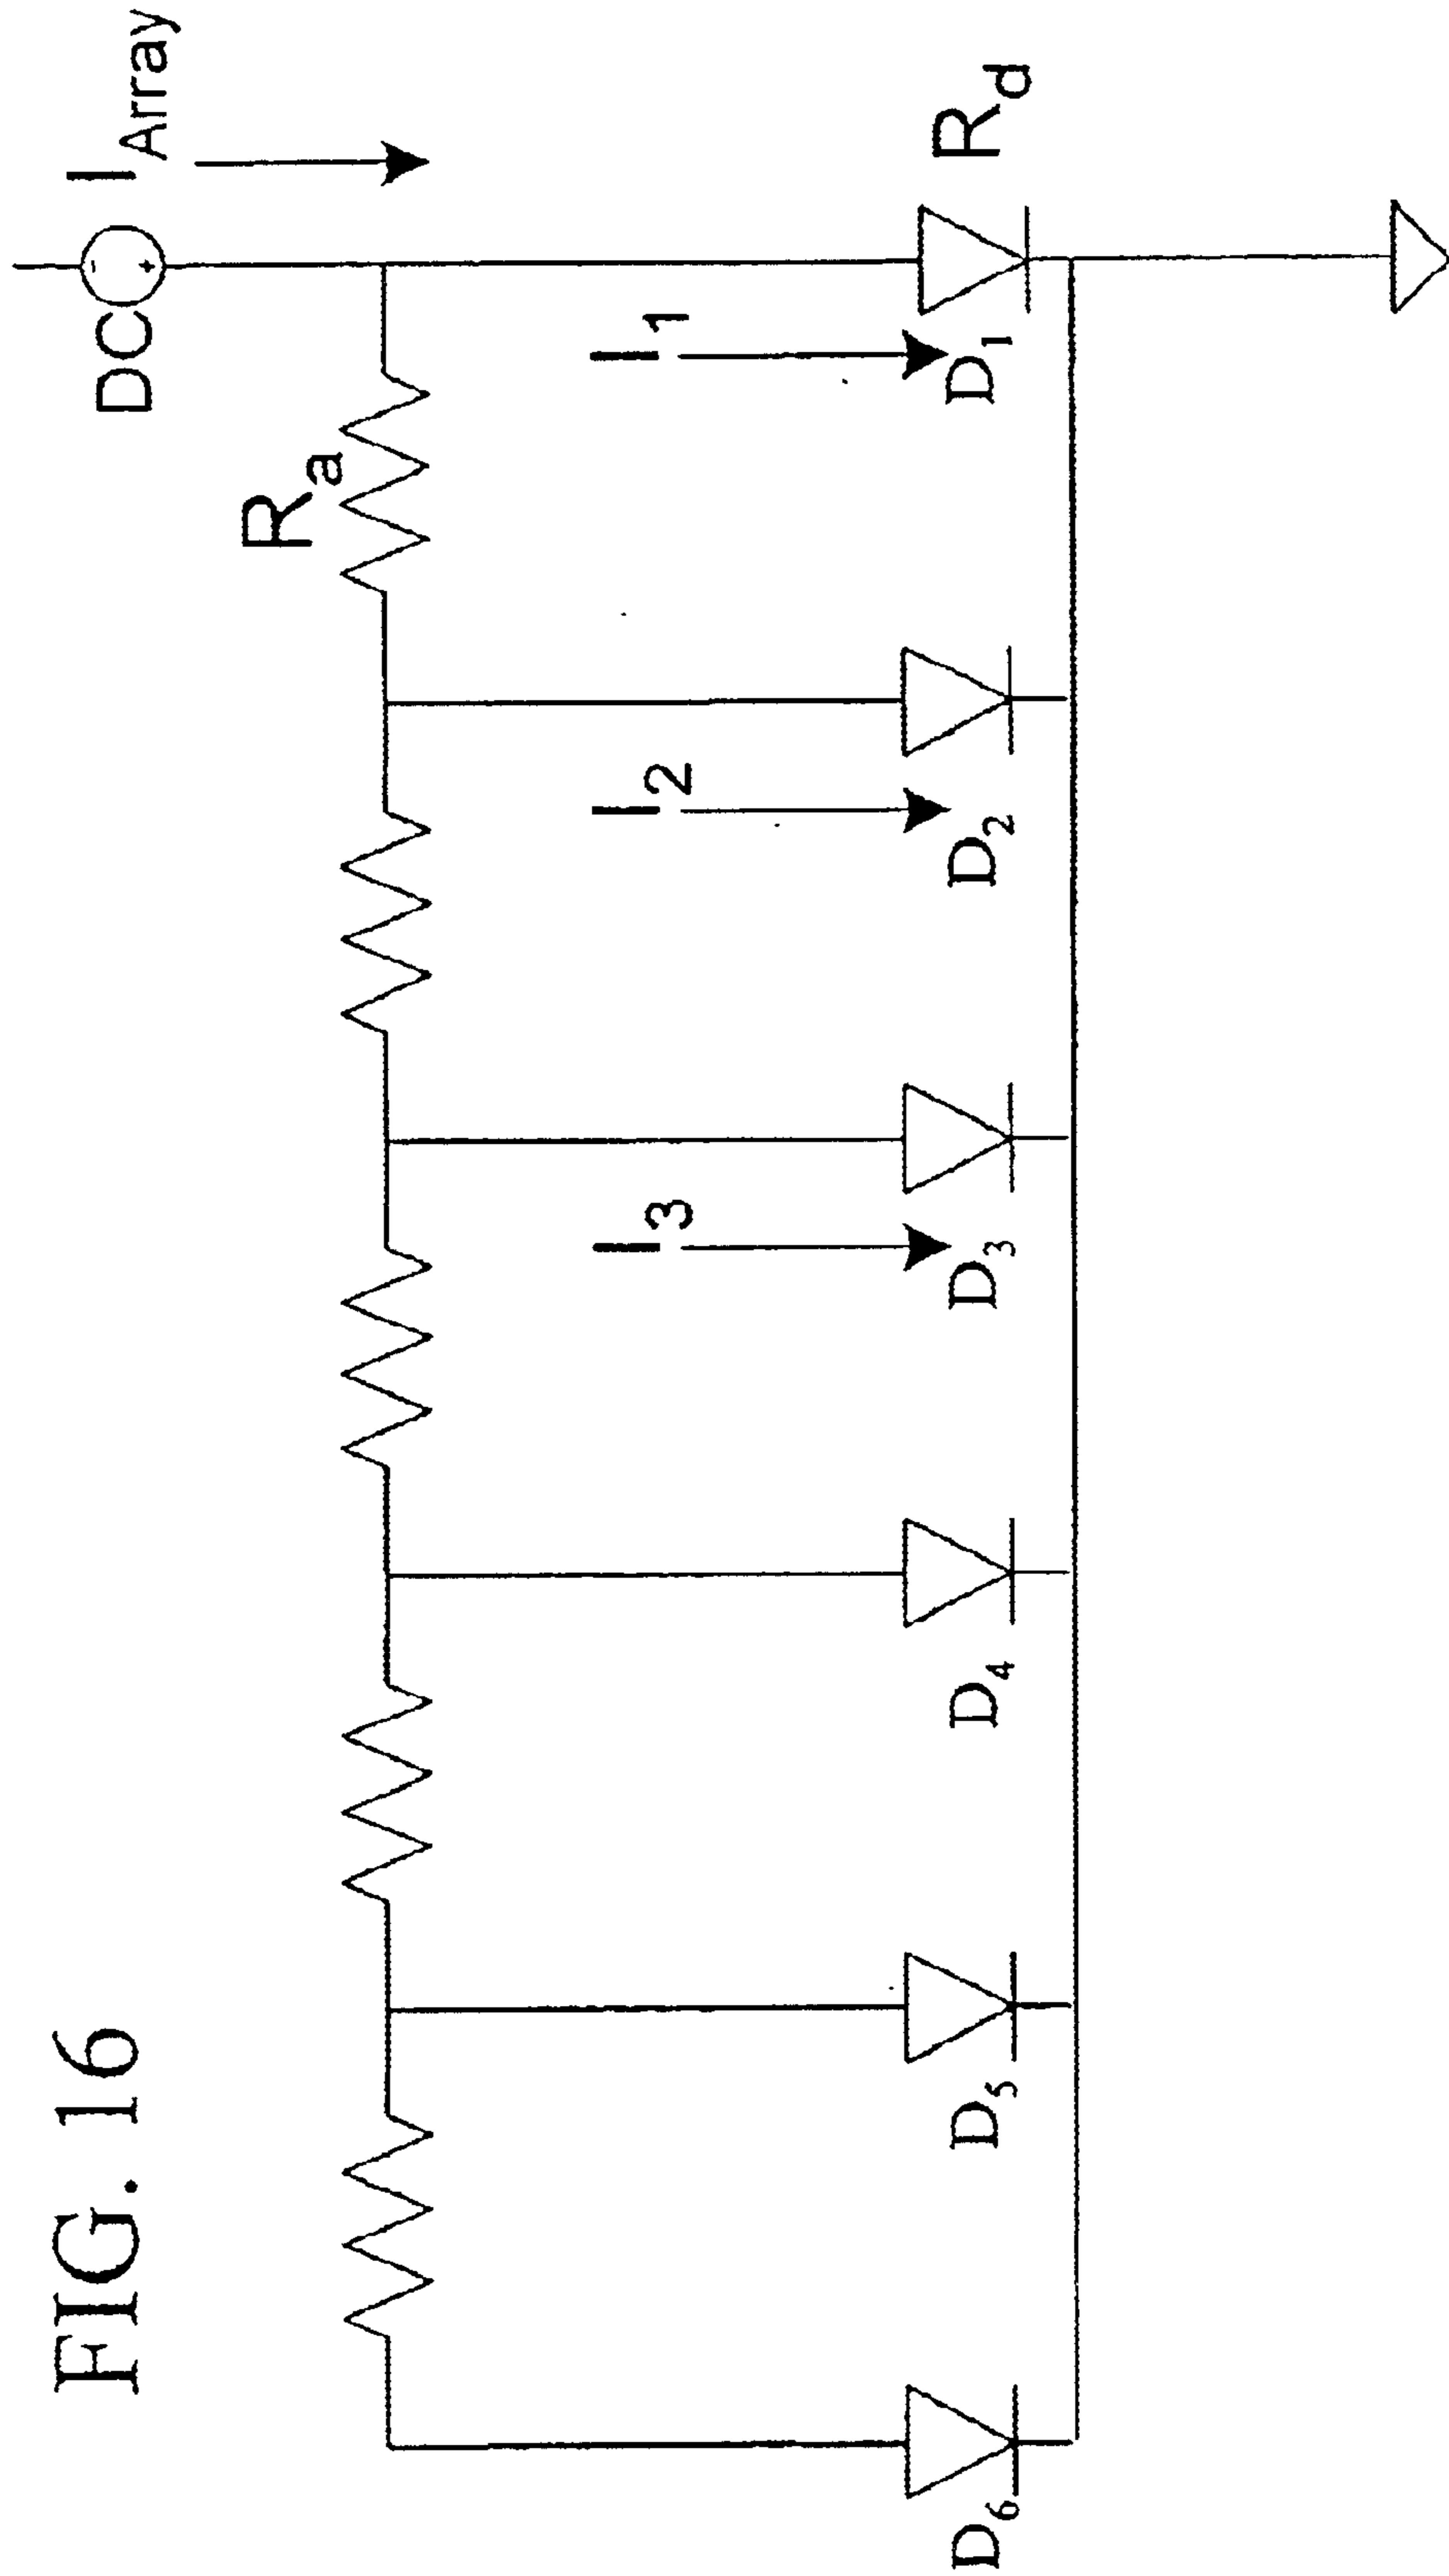 FIG. 16
DC
- +
I_Array
R_a
I_3
I_2
I_1
R_d
D_6
D_5
D_4
D_3
D_2
D_1